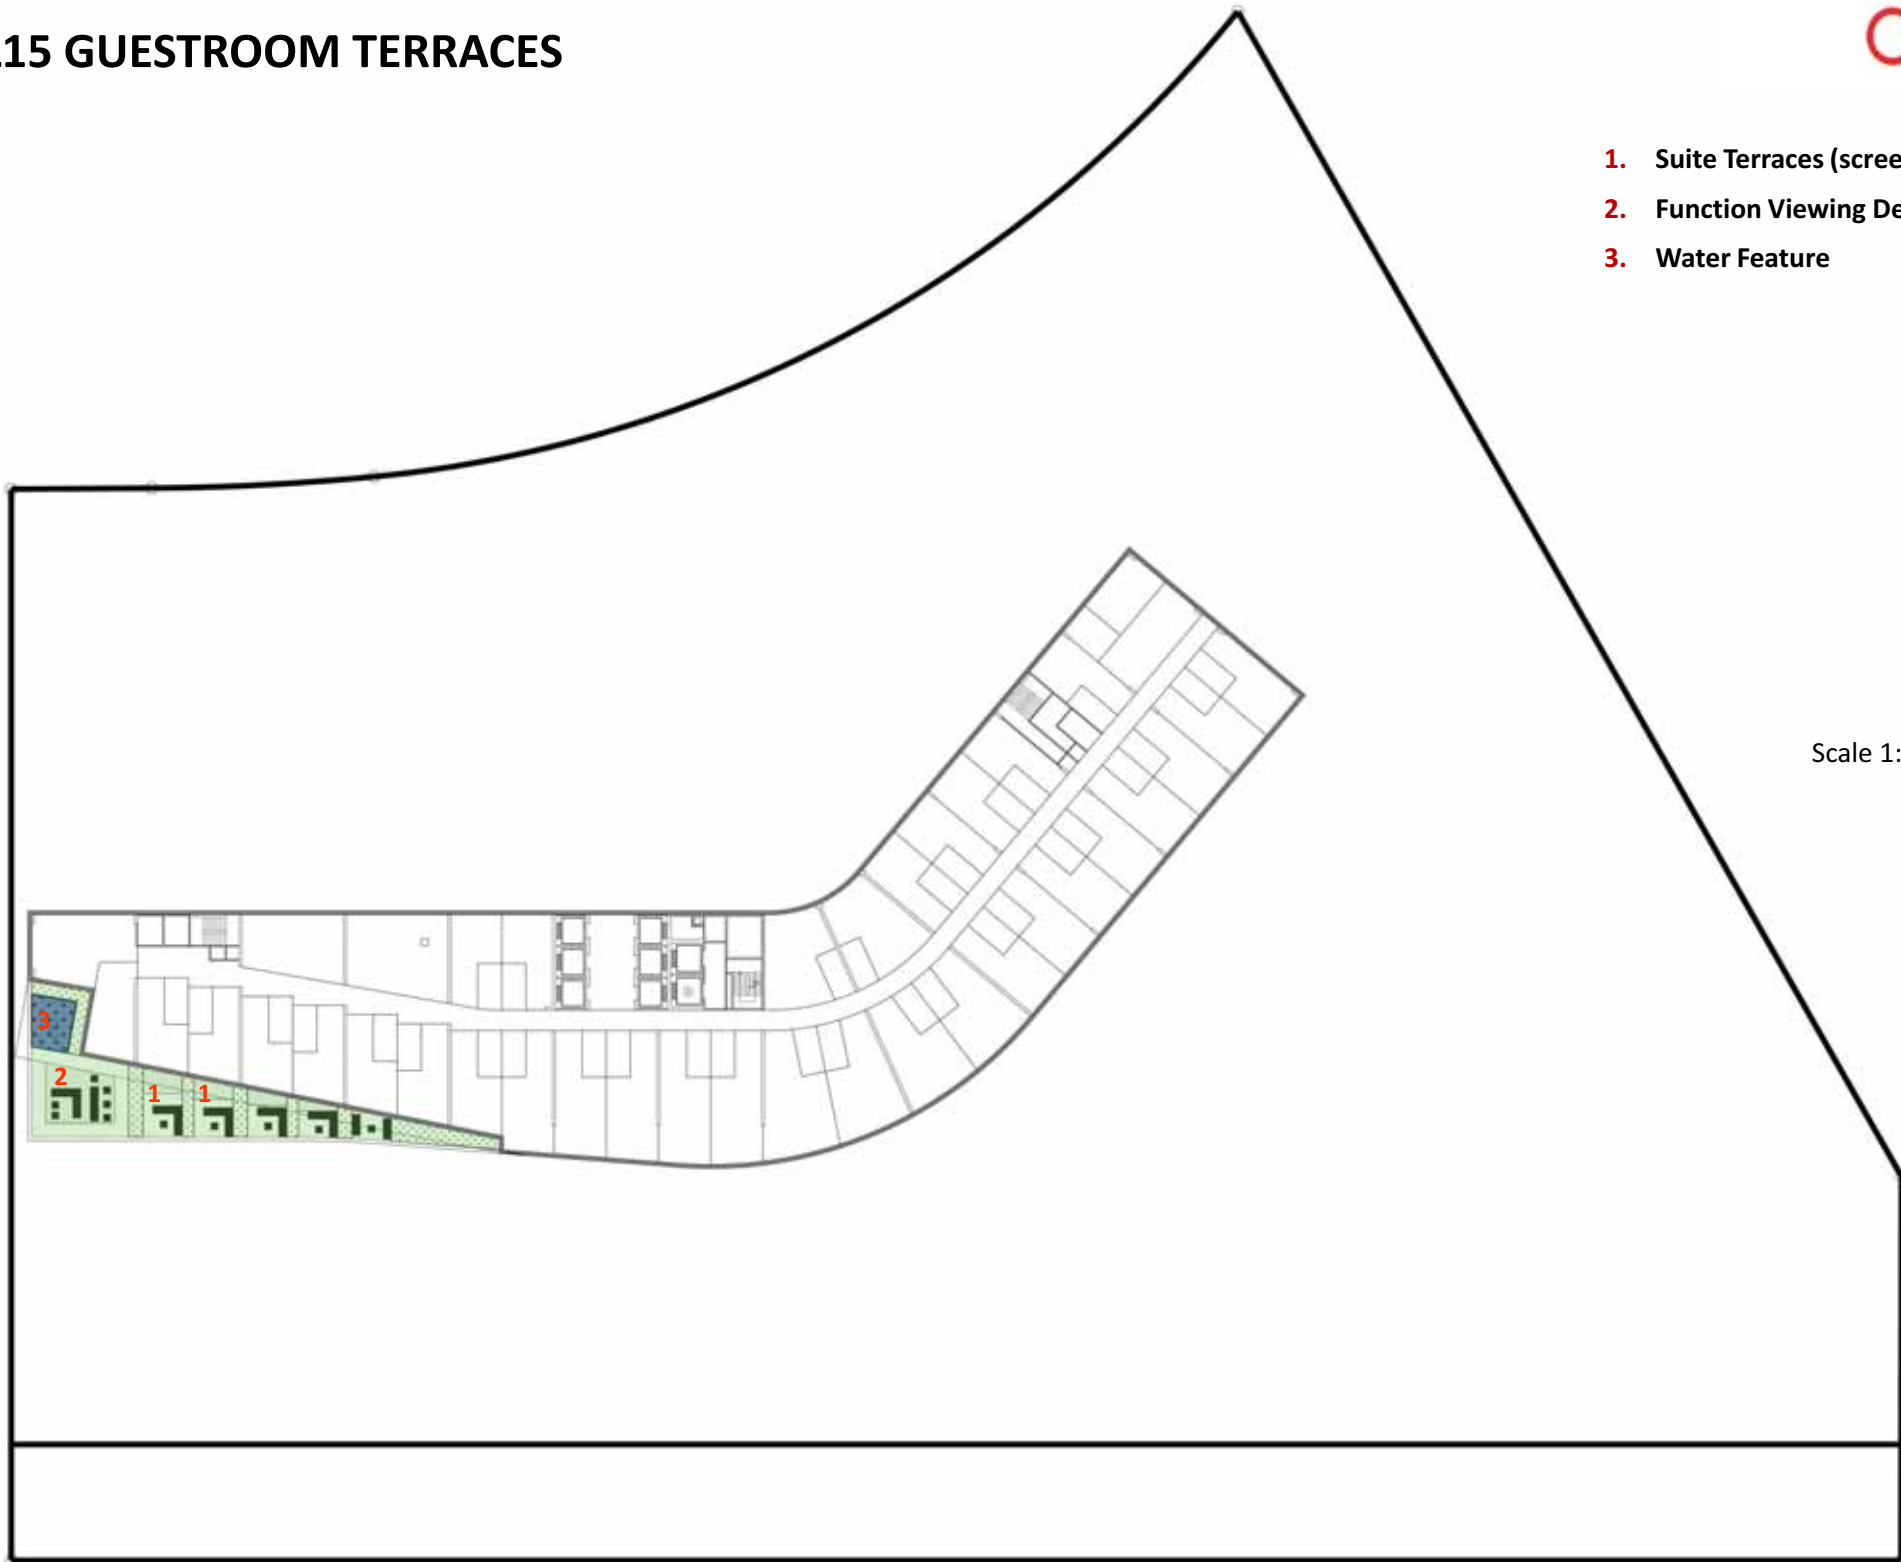 .15 GUESTROOM TERRACES
1. Suite Terraces (scree
2. Function Viewing De
3. Water Feature
Scale 1:
3
2
1 1